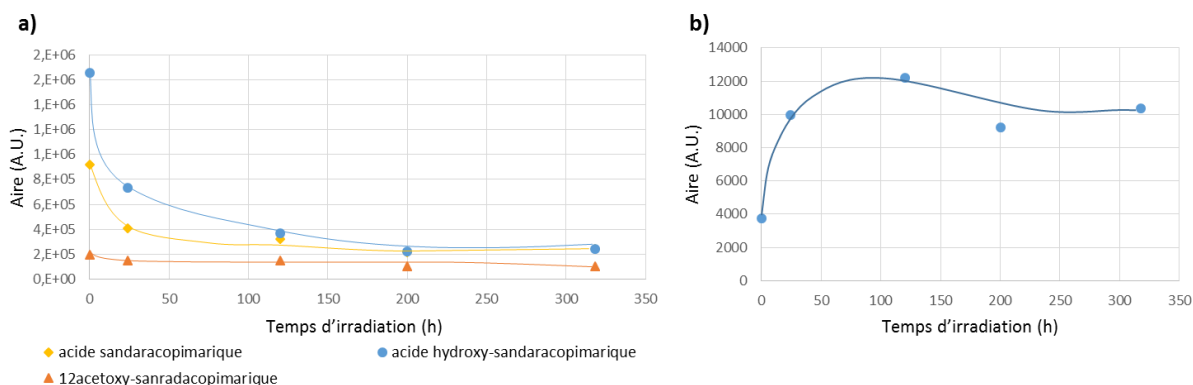 a)
2,E+06
2,E+06
1,E+06
1,E+06
1,E+06
8,E+05
6,E+05
4,E+05
2,E+05
0,E+00
Aire (A.U.)
0 50 100 150 200 250 300 350
Temps d'irradiation (h)
acide sandaracopimarique
acide hydroxy-sandaracopimarique
12acetoxy-sanradacopimarique
b)
14000
12000
10000
8000
6000
4000
2000
0
Aire (A.U.)
0 50 100 150 200 250 300 350
Temps d'irradiation (h)